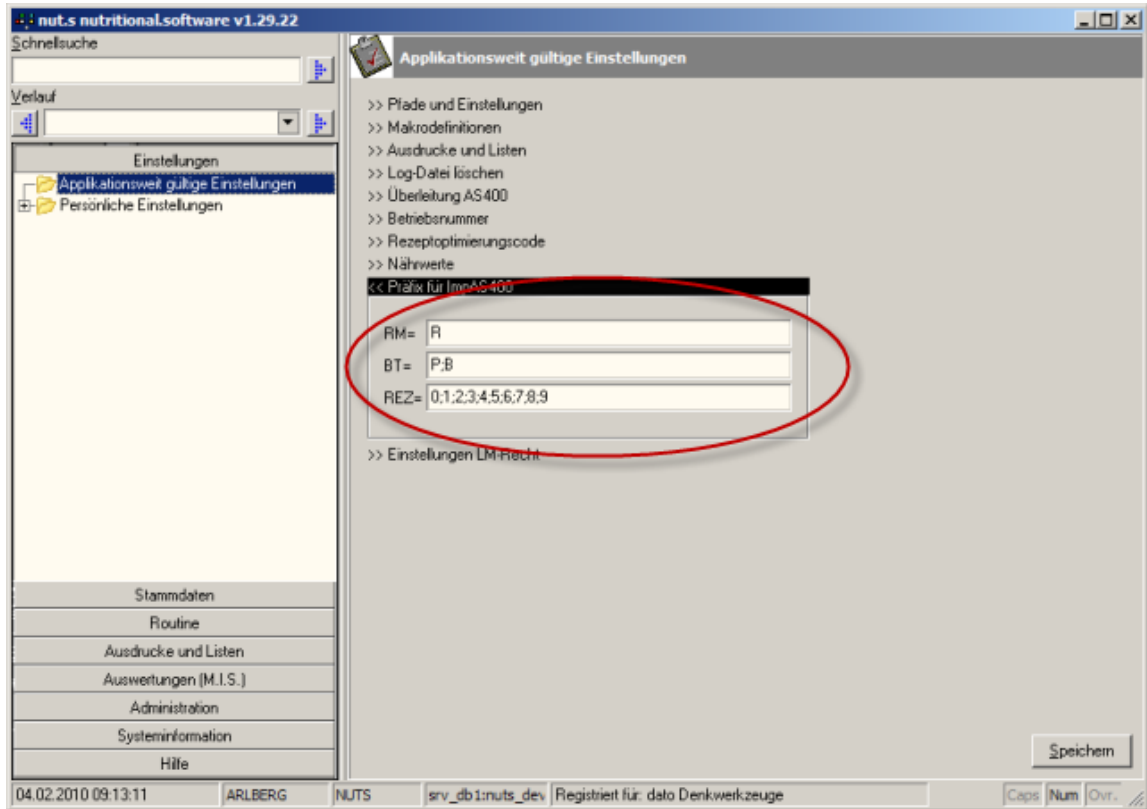 nut.s nutritional.software v1.29.22
Schnellsuche
Verlauf
Einstellungen
Applikationsweit gültige Einstellungen
Persönliche Einstellungen
Stammdaten
Routine
Ausdrucke und Listen
Auswertungen (M.I.S.)
Administration
Systeminformation
Hilfe
Applikationsweit gültige Einstellungen
>> Pfade und Einstellungen
>> Makrodefinitionen
>> Ausdrucke und Listen
>> Log-Datei löschen
>> Überleitung AS400
>> Betriebsnummer
>> Rezeptoptimierungscode
>> Nährwerte
<< Präfix für ImpAS400
RM= R
BT= P;B
REZ= 0;1;2;3;4;5;6;7;8;9
>> Einstellungen LM-Recht
Speichern
04.02.2010 09:13:11 ARLBERG NUTS srv_db1:nuts_dev Registriert für: dato Denkwerkzeuge Caps Num Ovr.